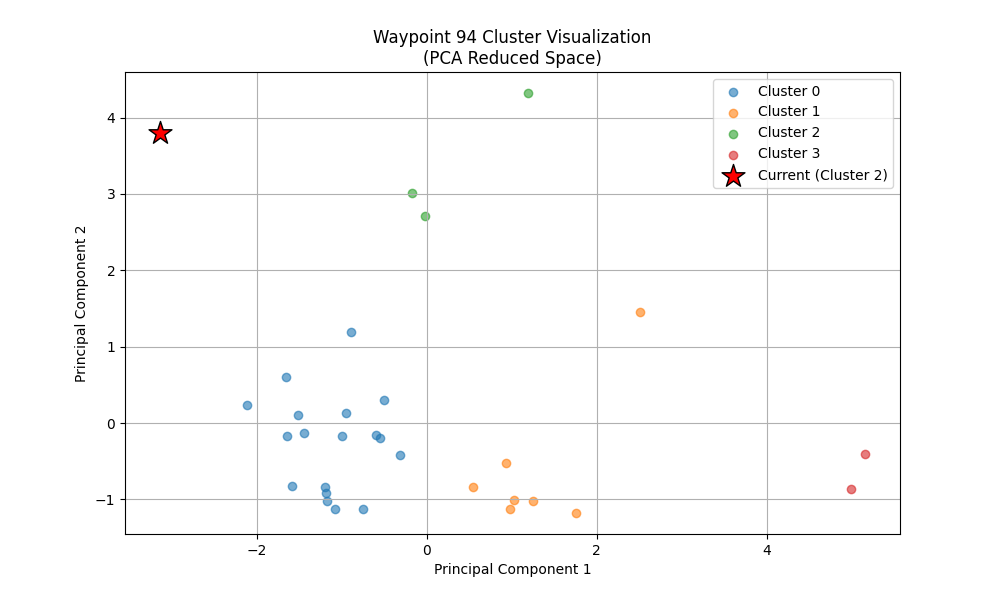 Waypoint 94 Cluster Visualization
(PCA Reduced Space)
Cluster 0
Cluster 1
Cluster 2
Cluster 3
Current (Cluster 2)
Principal Component 2
4
3
2
1
0
−1
−2
0
2
4
Principal Component 1